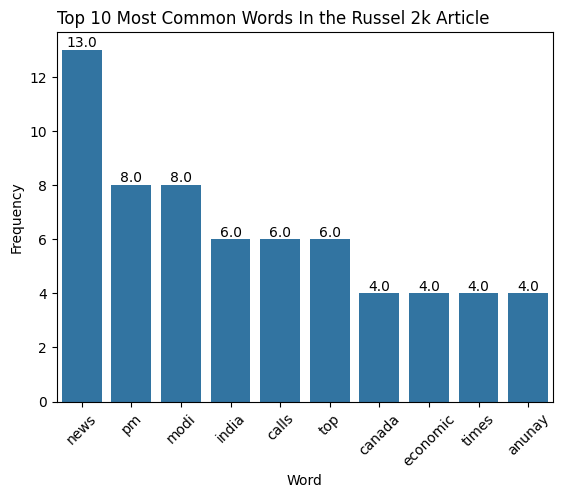 Top 10 Most Common Words In the Russel 2k Article
13.0
8.0 8.0
6.0 6.0 6.0
4.0 4.0 4.0 4.0
12
10
8
6
4
2
0
Frequency
news pm modi india calls top canada economic times anunay
Word